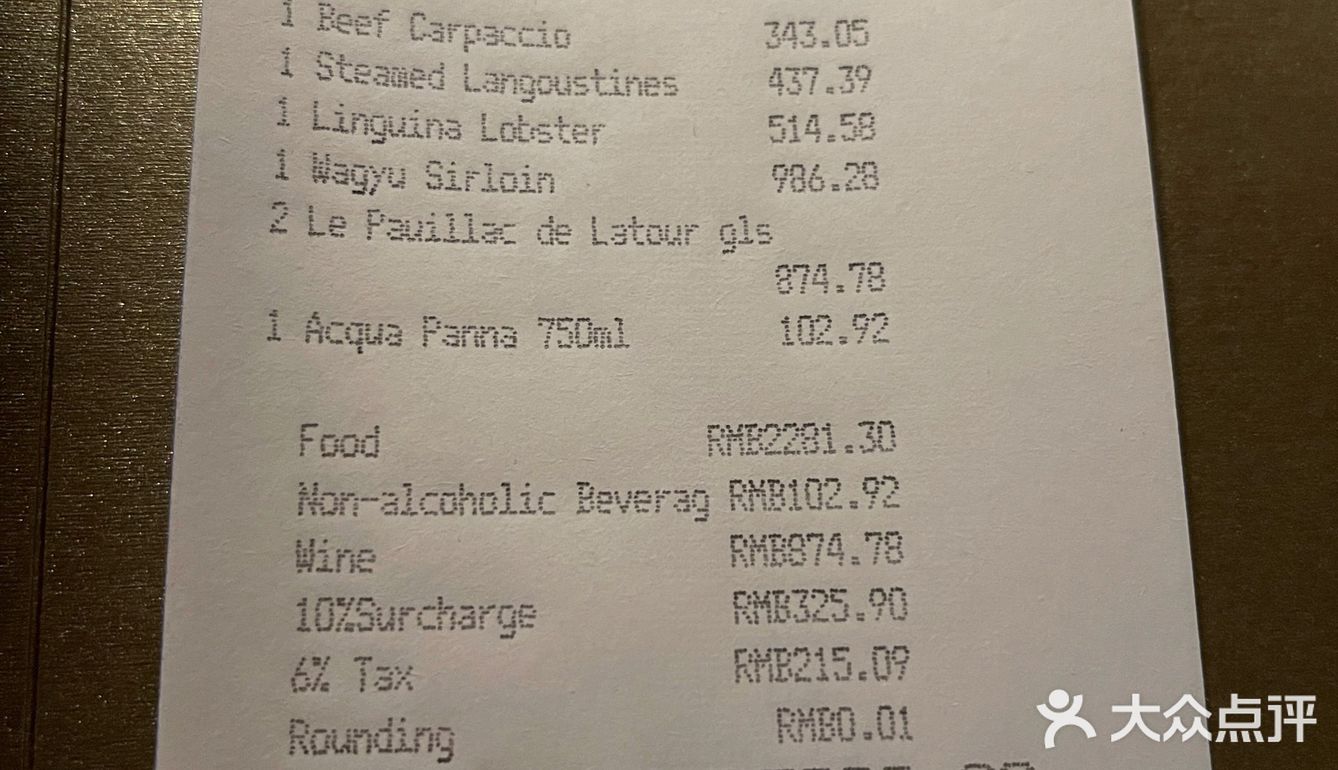 1 Beef Carpaccio 343.05
1 Steamed Langoustines 437.39
1 Linguina Lobster 514.58
1 Wagyu Sirloin 986.28
2 Le Pauillac de Latour gls
874.78
1 Acqua Panna 750ml 102.92
Food RMB2281.30
Non-alcoholic Beverag RMB102.92
Wine RMB874.78
10%Surcharge RMB325.90
6% Tax RMB215.09
Rounding RMB0.01
大众点评